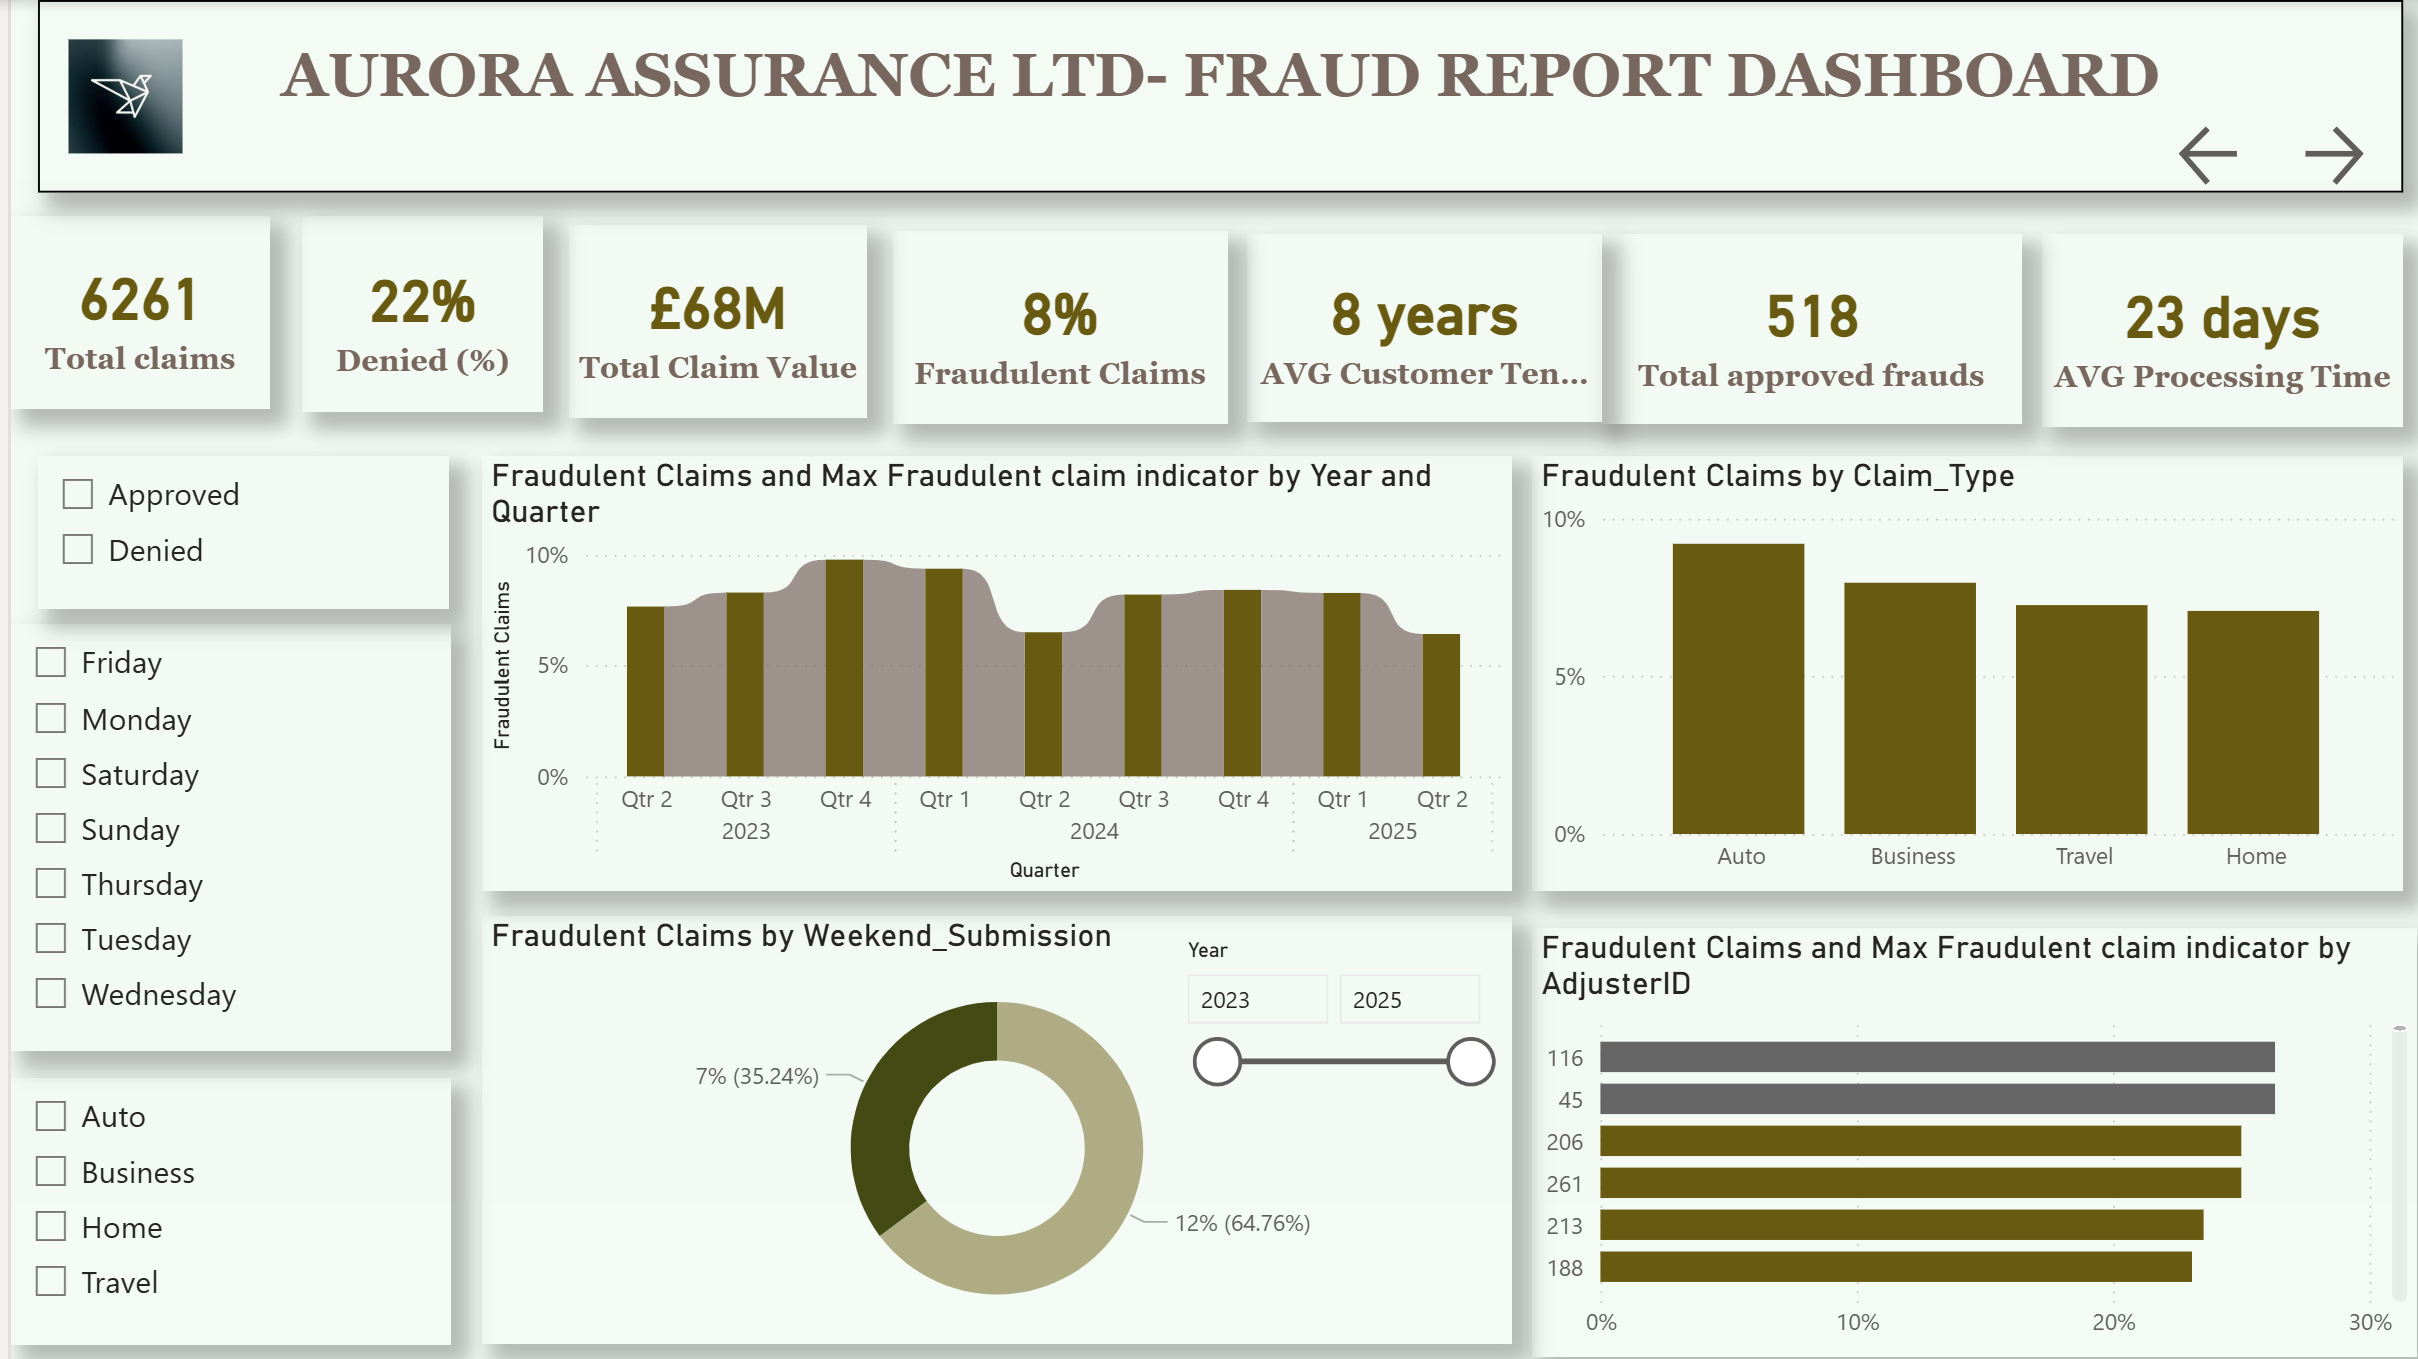 AURORA ASSURANCE LTD- FRAUD REPORT DASHBOARD
6261
Total claims
22%
Denied (%)
£68M
Total Claim Value
8%
Fraudulent Claims
8 years
AVG Customer Ten...
518
Total approved frauds
23 days
AVG Processing Time
Approved
Denied
Friday
Monday
Saturday
Sunday
Thursday
Tuesday
Wednesday
Auto
Business
Home
Travel
Fraudulent Claims and Max Fraudulent claim indicator by Year and
Quarter
10%
5%
0%
Fraudulent Claims
Qtr 2 Qtr 3 Qtr 4 Qtr 1 Qtr 2 Qtr 3 Qtr 4 Qtr 1 Qtr 2
2023 2024 2025
Quarter
Fraudulent Claims by Claim_Type
10%
5%
0%
Auto Business Travel Home
Fraudulent Claims by Weekend_Submission
Year
2023 2025
7% (35.24%)
12% (64.76%)
Fraudulent Claims and Max Fraudulent claim indicator by
AdjusterID
116
45
206
261
213
188
0% 10% 20% 30%